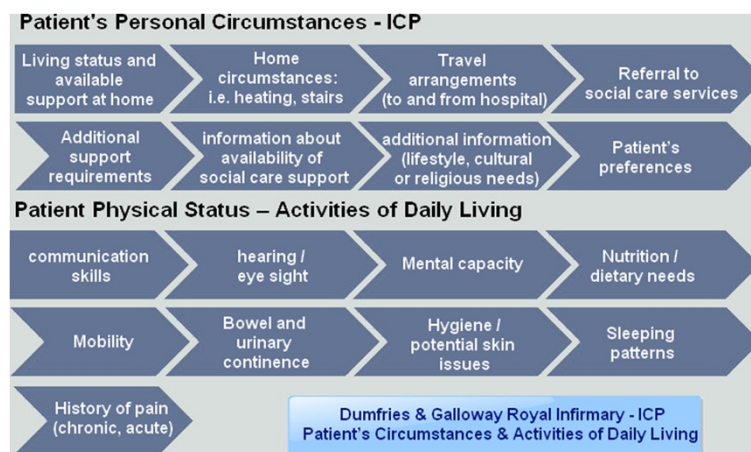 Patient's Personal Circumstances - ICP
Living status and
available
support at home
Home
circumstances:
i.e. heating, stairs
Travel
arrangements
(to and from hospital)
Referral to
social care services
Additional
support
requirements
information about
availability of
social care support
additional information
(lifestyle, cultural
or religious needs)
Patient's
preferences
Patient Physical Status – Activities of Daily Living
communication
skills
hearing /
eye sight
Mental capacity
Nutrition /
dietary needs
Mobility
Bowel and
urinary
continence
Hygiene /
potential skin
issues
Sleeping
patterns
History of pain
(chronic, acute)
Dumfries & Galloway Royal Infirmary - ICP
Patient's Circumstances & Activities of Daily Living